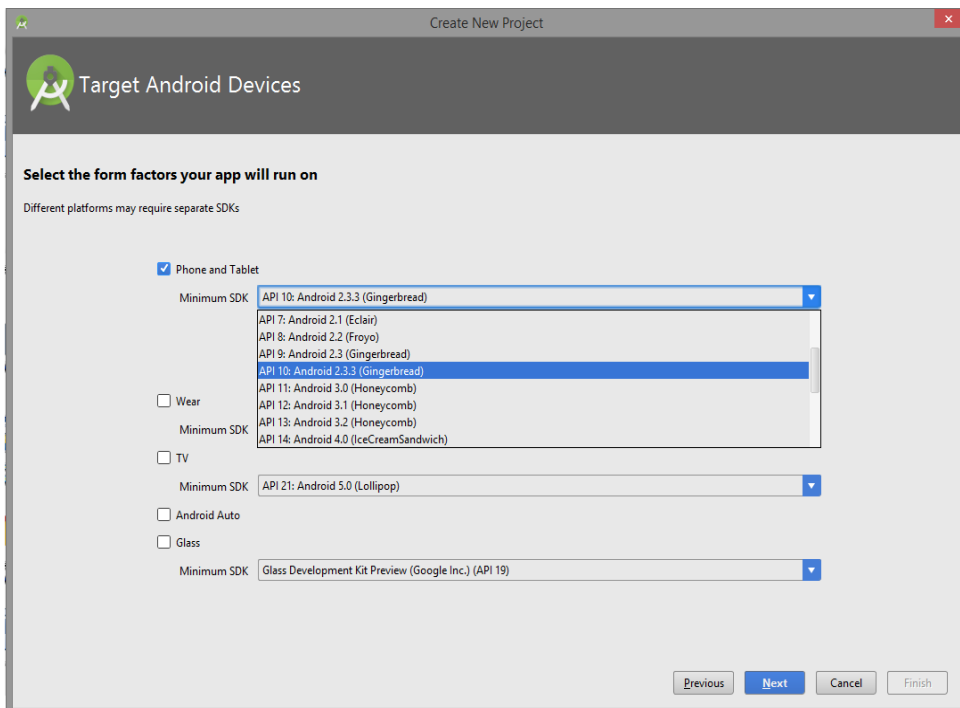 Create New Project
Target Android Devices
Select the form factors your app will run on
Different platforms may require separate SDKs
Phone and Tablet
Minimum SDK API 10: Android 2.3.3 (Gingerbread)
API 7: Android 2.1 (Eclair)
API 8: Android 2.2 (Froyo)
API 9: Android 2.3 (Gingerbread)
API 10: Android 2.3.3 (Gingerbread)
API 11: Android 3.0 (Honeycomb)
API 12: Android 3.1 (Honeycomb)
API 13: Android 3.2 (Honeycomb)
API 14: Android 4.0 (IceCreamSandwich)
Wear
Minimum SDK
TV
Minimum SDK API 21: Android 5.0 (Lollipop)
Android Auto
Glass
Minimum SDK Glass Development Kit Preview (Google Inc.) (API 19)
Previous Next Cancel Finish